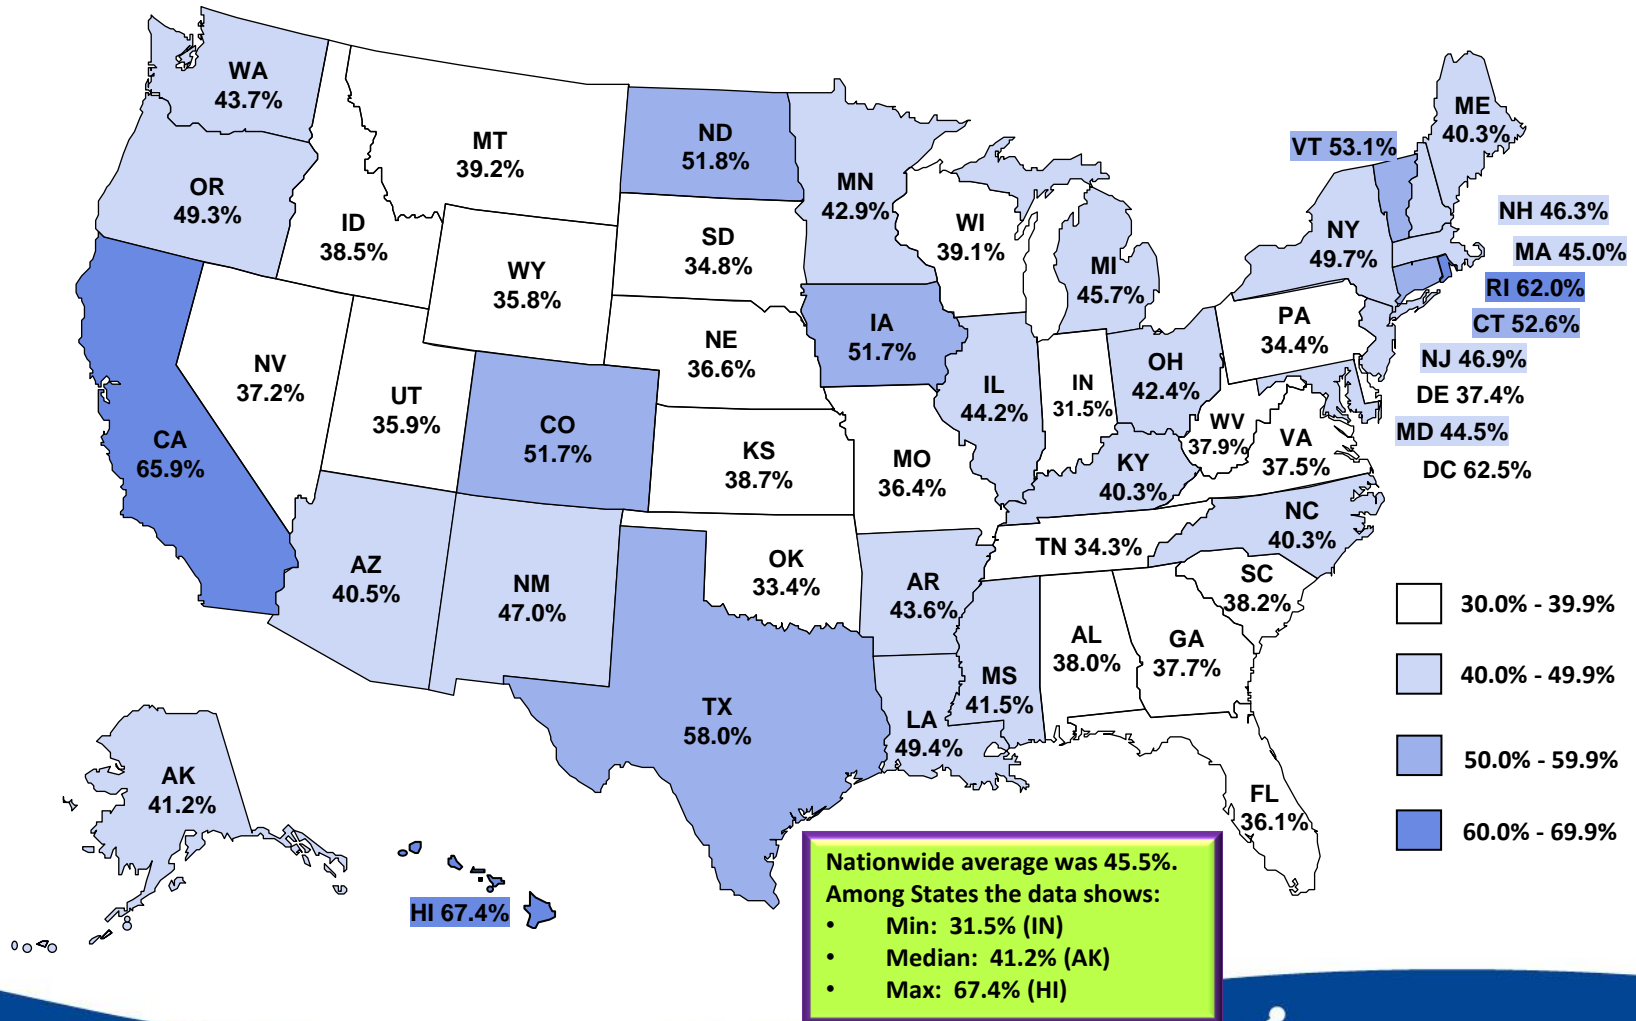 WA
43.7%
OR
49.3%
CA
65.9%
ID
38.5%
NV
37.2%
MT
39.2%
WY
35.8%
UT
35.9%
AZ
40.5%
CO
51.7%
NM
47.0%
ND
51.8%
SD
34.8%
NE
36.6%
KS
38.7%
OK
33.4%
TX
58.0%
MN
42.9%
IA
51.7%
MO
36.4%
AR
43.6%
LA
49.4%
WI
39.1%
IL
44.2%
MS
41.5%
MI
45.7%
IN
31.5%
OH
42.4%
KY
40.3%
TN 34.3%
AL
38.0%
GA
37.7%
FL
36.1%
SC
38.2%
NC
40.3%
WV
37.9%
VA
37.5%
PA
34.4%
NY
49.7%
VT 53.1%
ME
40.3%
NH 46.3%
MA 45.0%
RI 62.0%
CT 52.6%
NJ 46.9%
DE 37.4%
MD 44.5%
DC 62.5%
AK
41.2%
HI 67.4%
30.0% - 39.9%
40.0% - 49.9%
50.0% - 59.9%
60.0% - 69.9%
Nationwide average was 45.5%.
Among States the data shows:
• Min: 31.5% (IN)
• Median: 41.2% (AK)
• Max: 67.4% (HI)